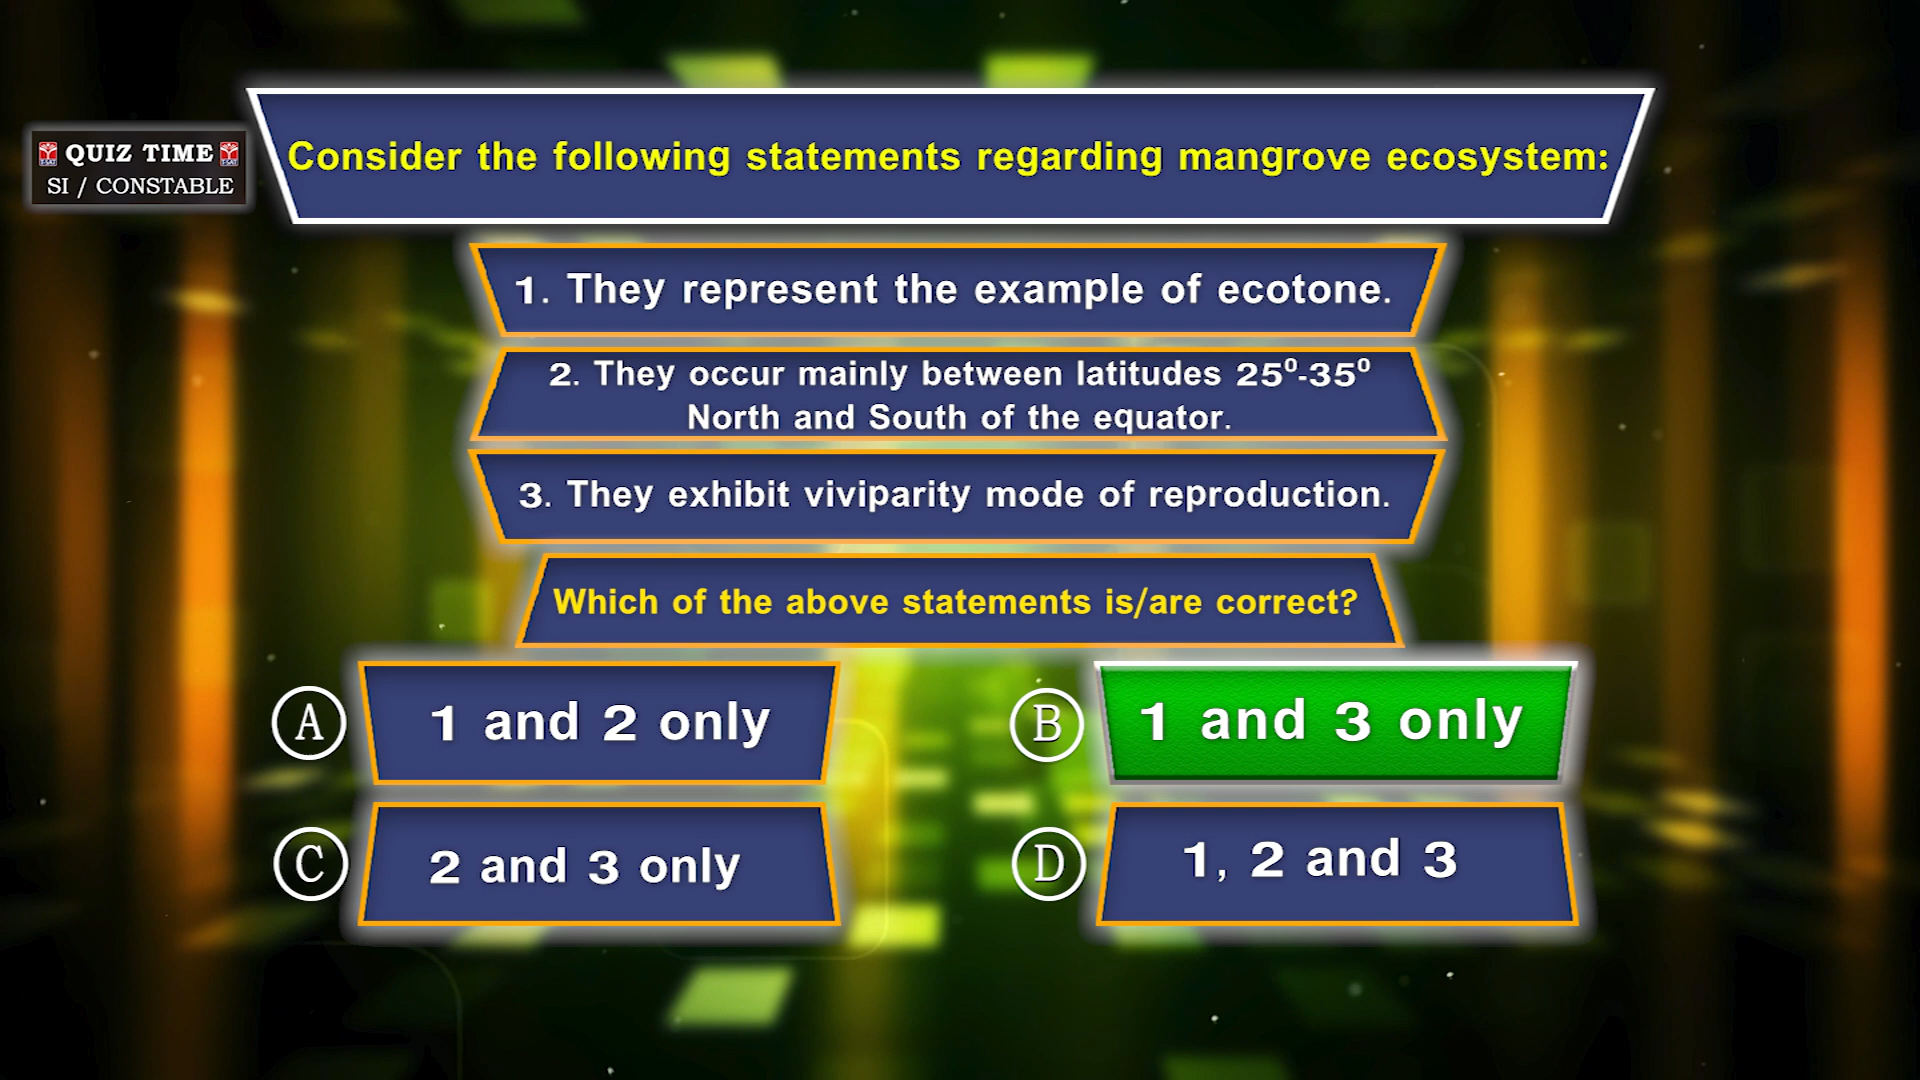 QUIZ TIME
SI / CONSTABLE
Consider the following statements regarding mangrove ecosystem:
1. They represent the example of ecotone.
2. They occur mainly between latitudes 25⁰-35⁰
North and South of the equator.
3. They exhibit viviparity mode of reproduction.
Which of the above statements is/are correct?
A 1 and 2 only
B 1 and 3 only
C 2 and 3 only
D 1, 2 and 3